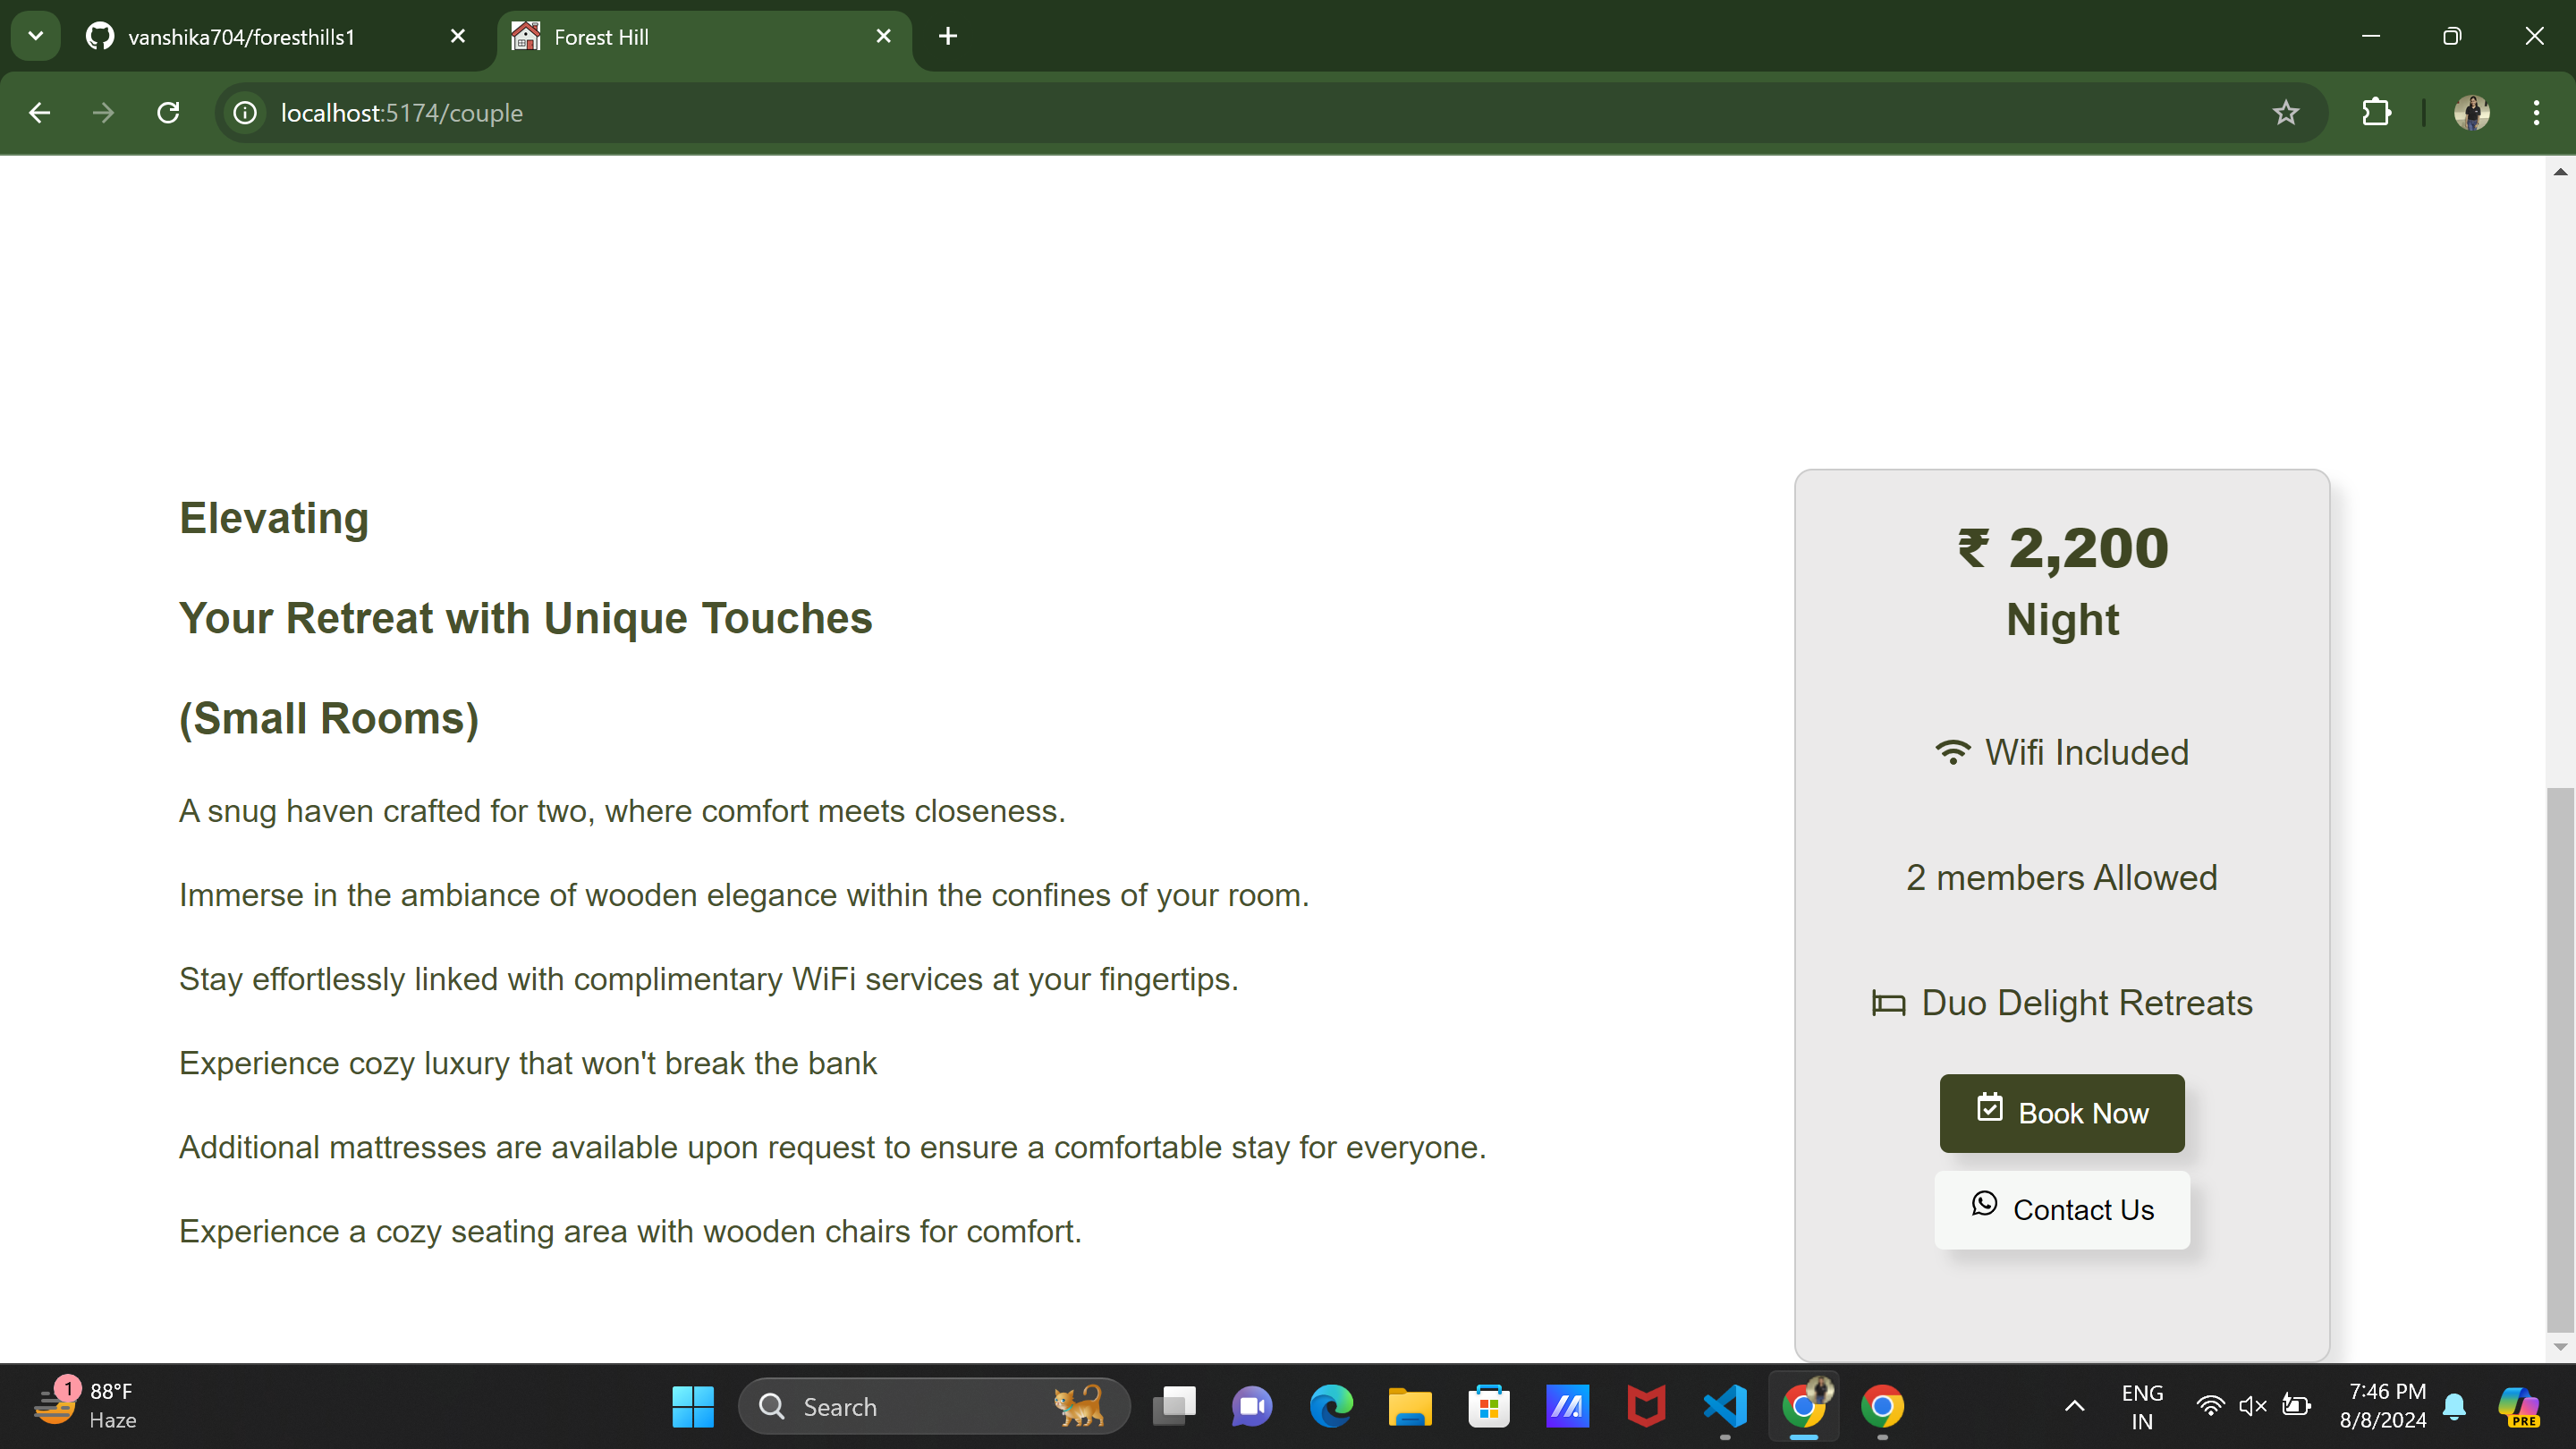 vanshika704/foresthills1
Forest Hill
localhost:5174/couple
Elevating
Your Retreat with Unique Touches
(Small Rooms)
A snug haven crafted for two, where comfort meets closeness.
Immerse in the ambiance of wooden elegance within the confines of your room.
Stay effortlessly linked with complimentary WiFi services at your fingertips.
Experience cozy luxury that won't break the bank
Additional mattresses are available upon request to ensure a comfortable stay for everyone.
Experience a cozy seating area with wooden chairs for comfort.
₹ 2,200
Night
Wifi Included
2 members Allowed
Duo Delight Retreats
Book Now
Contact Us
1
88°F
Haze
Search
ENG
IN
7:46 PM
8/8/2024
PRE